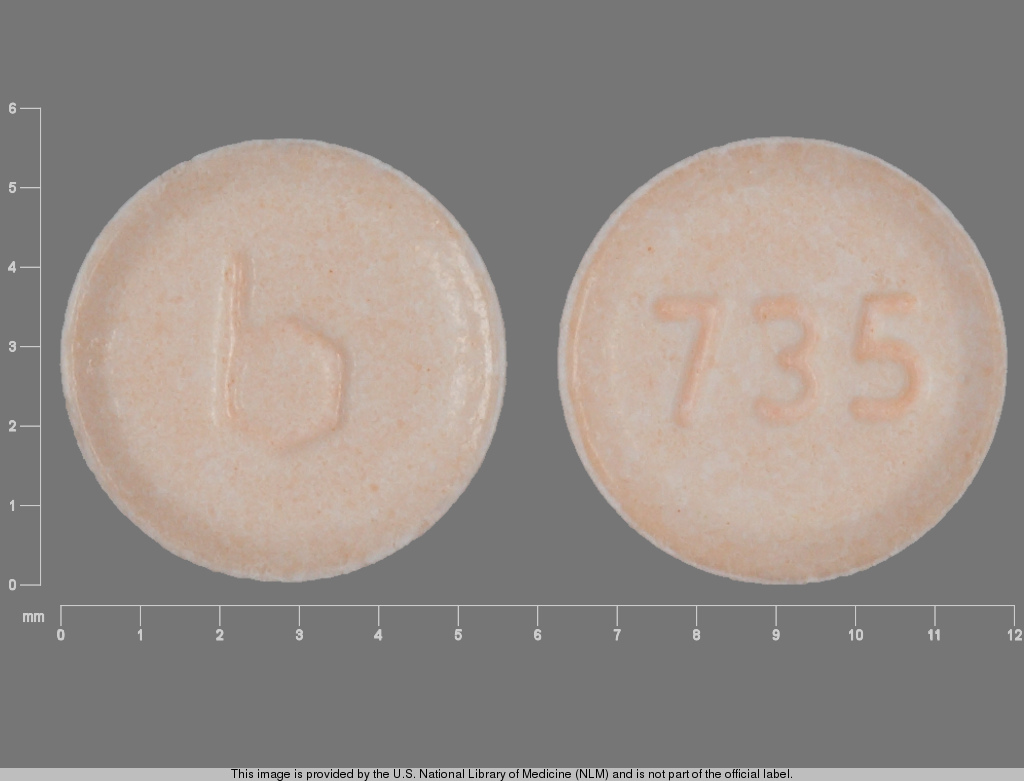 6
5
4
3
2
1
0
b
735
mm
0 1 2 3 4 5 6 7 8 9 10 11 12
This image is provided by the U.S. National Library of Medicine (NLM) and is not part of the official label.